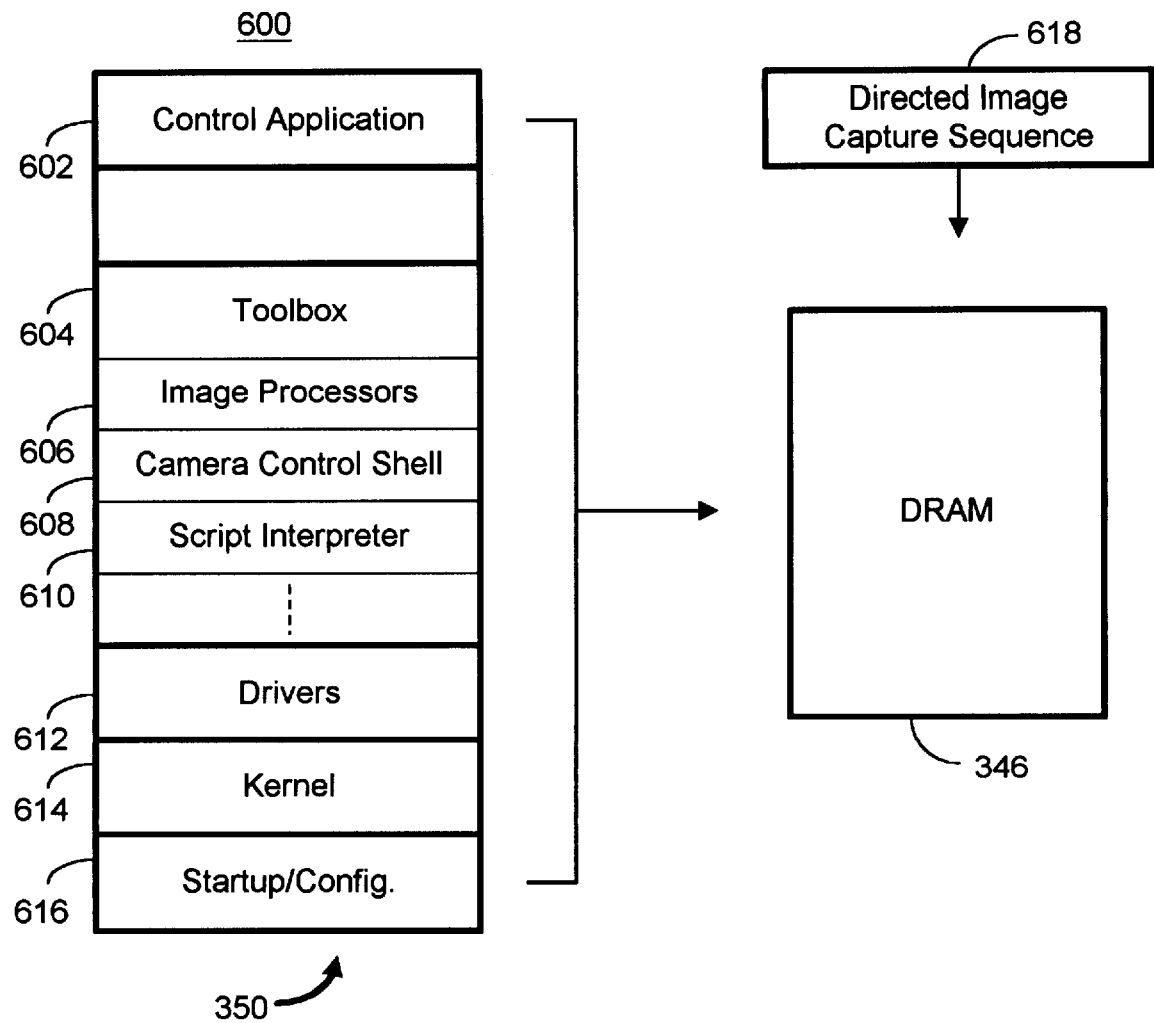 600
618
Control Application
Directed Image
Capture Sequence
602
Toolbox
604
Image Processors
606
Camera Control Shell
608
Script Interpreter
DRAM
610
Drivers
612
346
Kernel
614
Startup/Config.
616
350